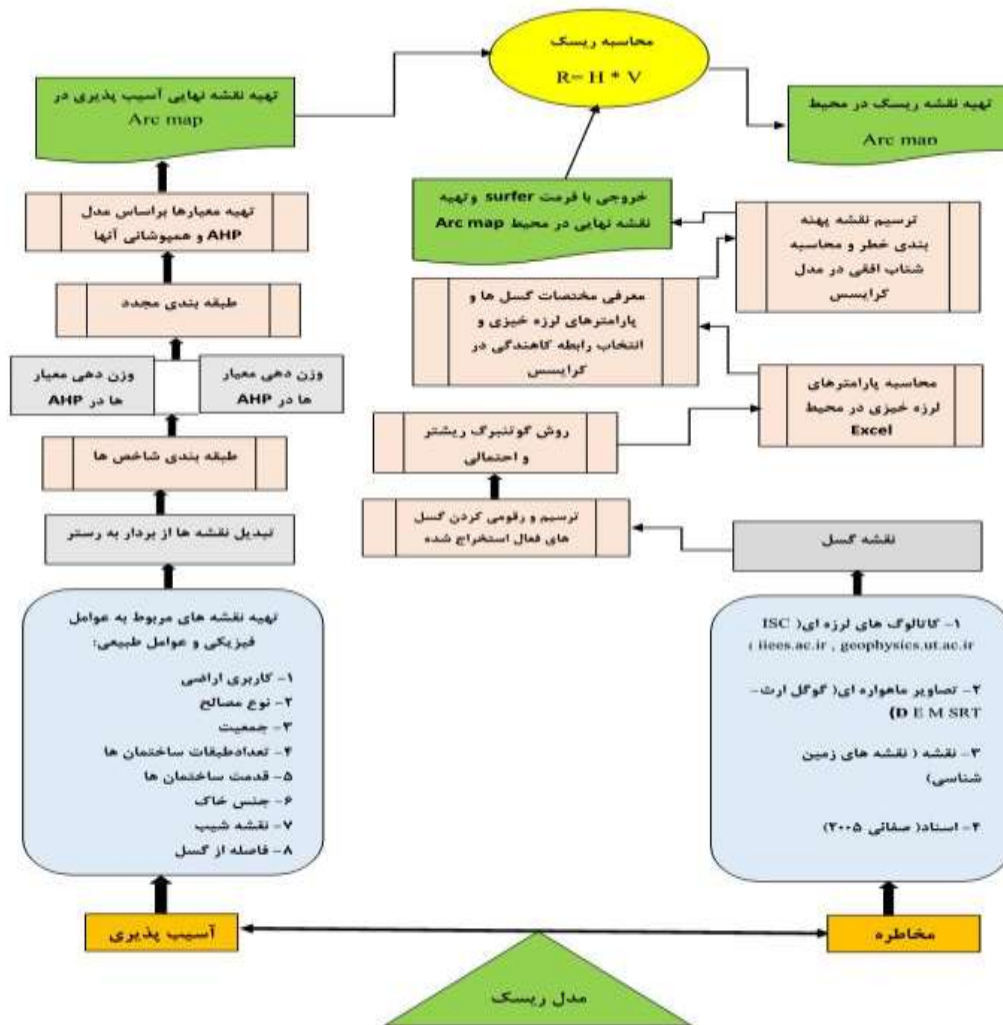 محاسبه ریسک
R= H * V
تهیه نقشه نهایی آسیب پذیری در
Arc map
تهیه نقشه ریسک در محیط
Arc map
تهیه معیارها براساس مدل
AHP و همپوشانی آنها
خروجی با فرمت surfer وتهیه
نقشه نهایی در محیط Arc map
ترسیم نقشه پهنه
بندی خطر و محاسبه
شتاب افقی در مدل
کرایسس
طبقه بندی مجدد
معرفی مختصات گسل ها و
پارامترهای لرزه خیزی و
انتخاب رابطه کاهندگی در
کرایسس
وزن دهی معیار
ها در AHP
وزن دهی معیار
ها در AHP
محاسبه پارامترهای
لرزه خیزی در محیط
Excel
طبقه بندی شاخص ها
روش گوتنبرگ ریشتر
و احتمالی
تبدیل نقشه ها از بردار به رستر
ترسیم و رقومی کردن گسل
های فعال استخراج شده
نقشه گسل
تهیه نقشه های مربوط به عوامل
فیزیکی و عوامل طبیعی:
۱- کاربری اراضی
۲- نوع مصالح
۳- جمعیت
۴- تعدادطبقات ساختمان ها
۵- قدمت ساختمان ها
۶- جنس خاک
۷- نقشه شیب
۸- فاصله از گسل
۱- کاتالوگ های لرزه ای( ISC
iiees.ac.ir , geophysics.ut.ac.ir )
۲- تصاویر ماهواره ای( گوگل ارث-
D E M SRT)
۳- نقشه ( نقشه های زمین
شناسی)
۴- اسناد( صفائی ۲۰۰۵)
آسیب پذیری
مخاطره
مدل ریسک